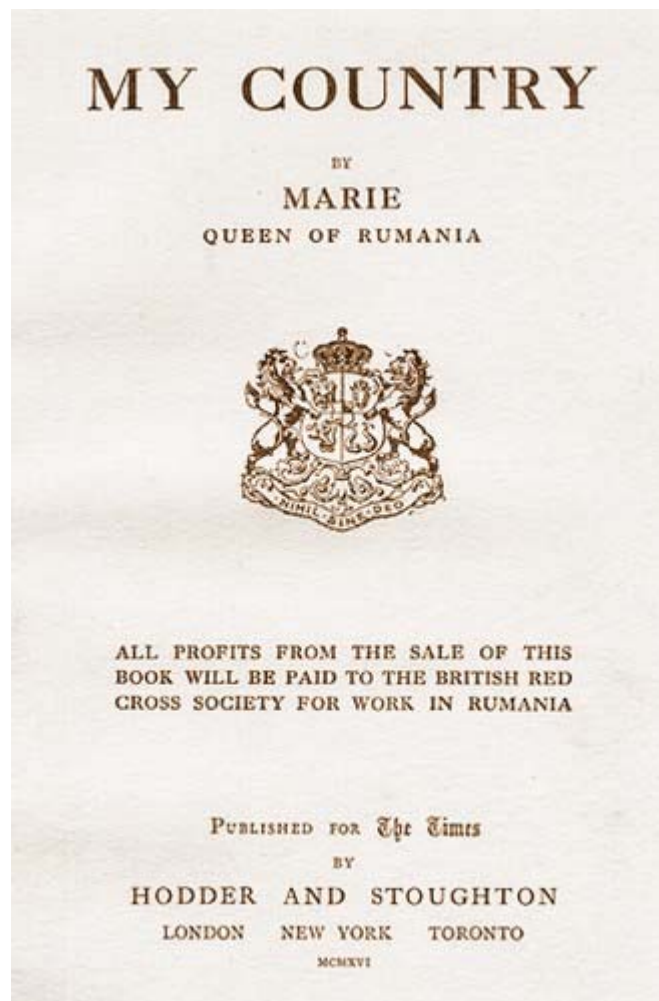 MY COUNTRY
BY
MARIE
QUEEN OF RUMANIA
NIHIL · SINE · DEO
ALL PROFITS FROM THE SALE OF THIS
BOOK WILL BE PAID TO THE BRITISH RED
CROSS SOCIETY FOR WORK IN RUMANIA
PUBLISHED FOR The Times
BY
HODDER AND STOUGHTON
LONDON NEW YORK TORONTO
MCMXVI